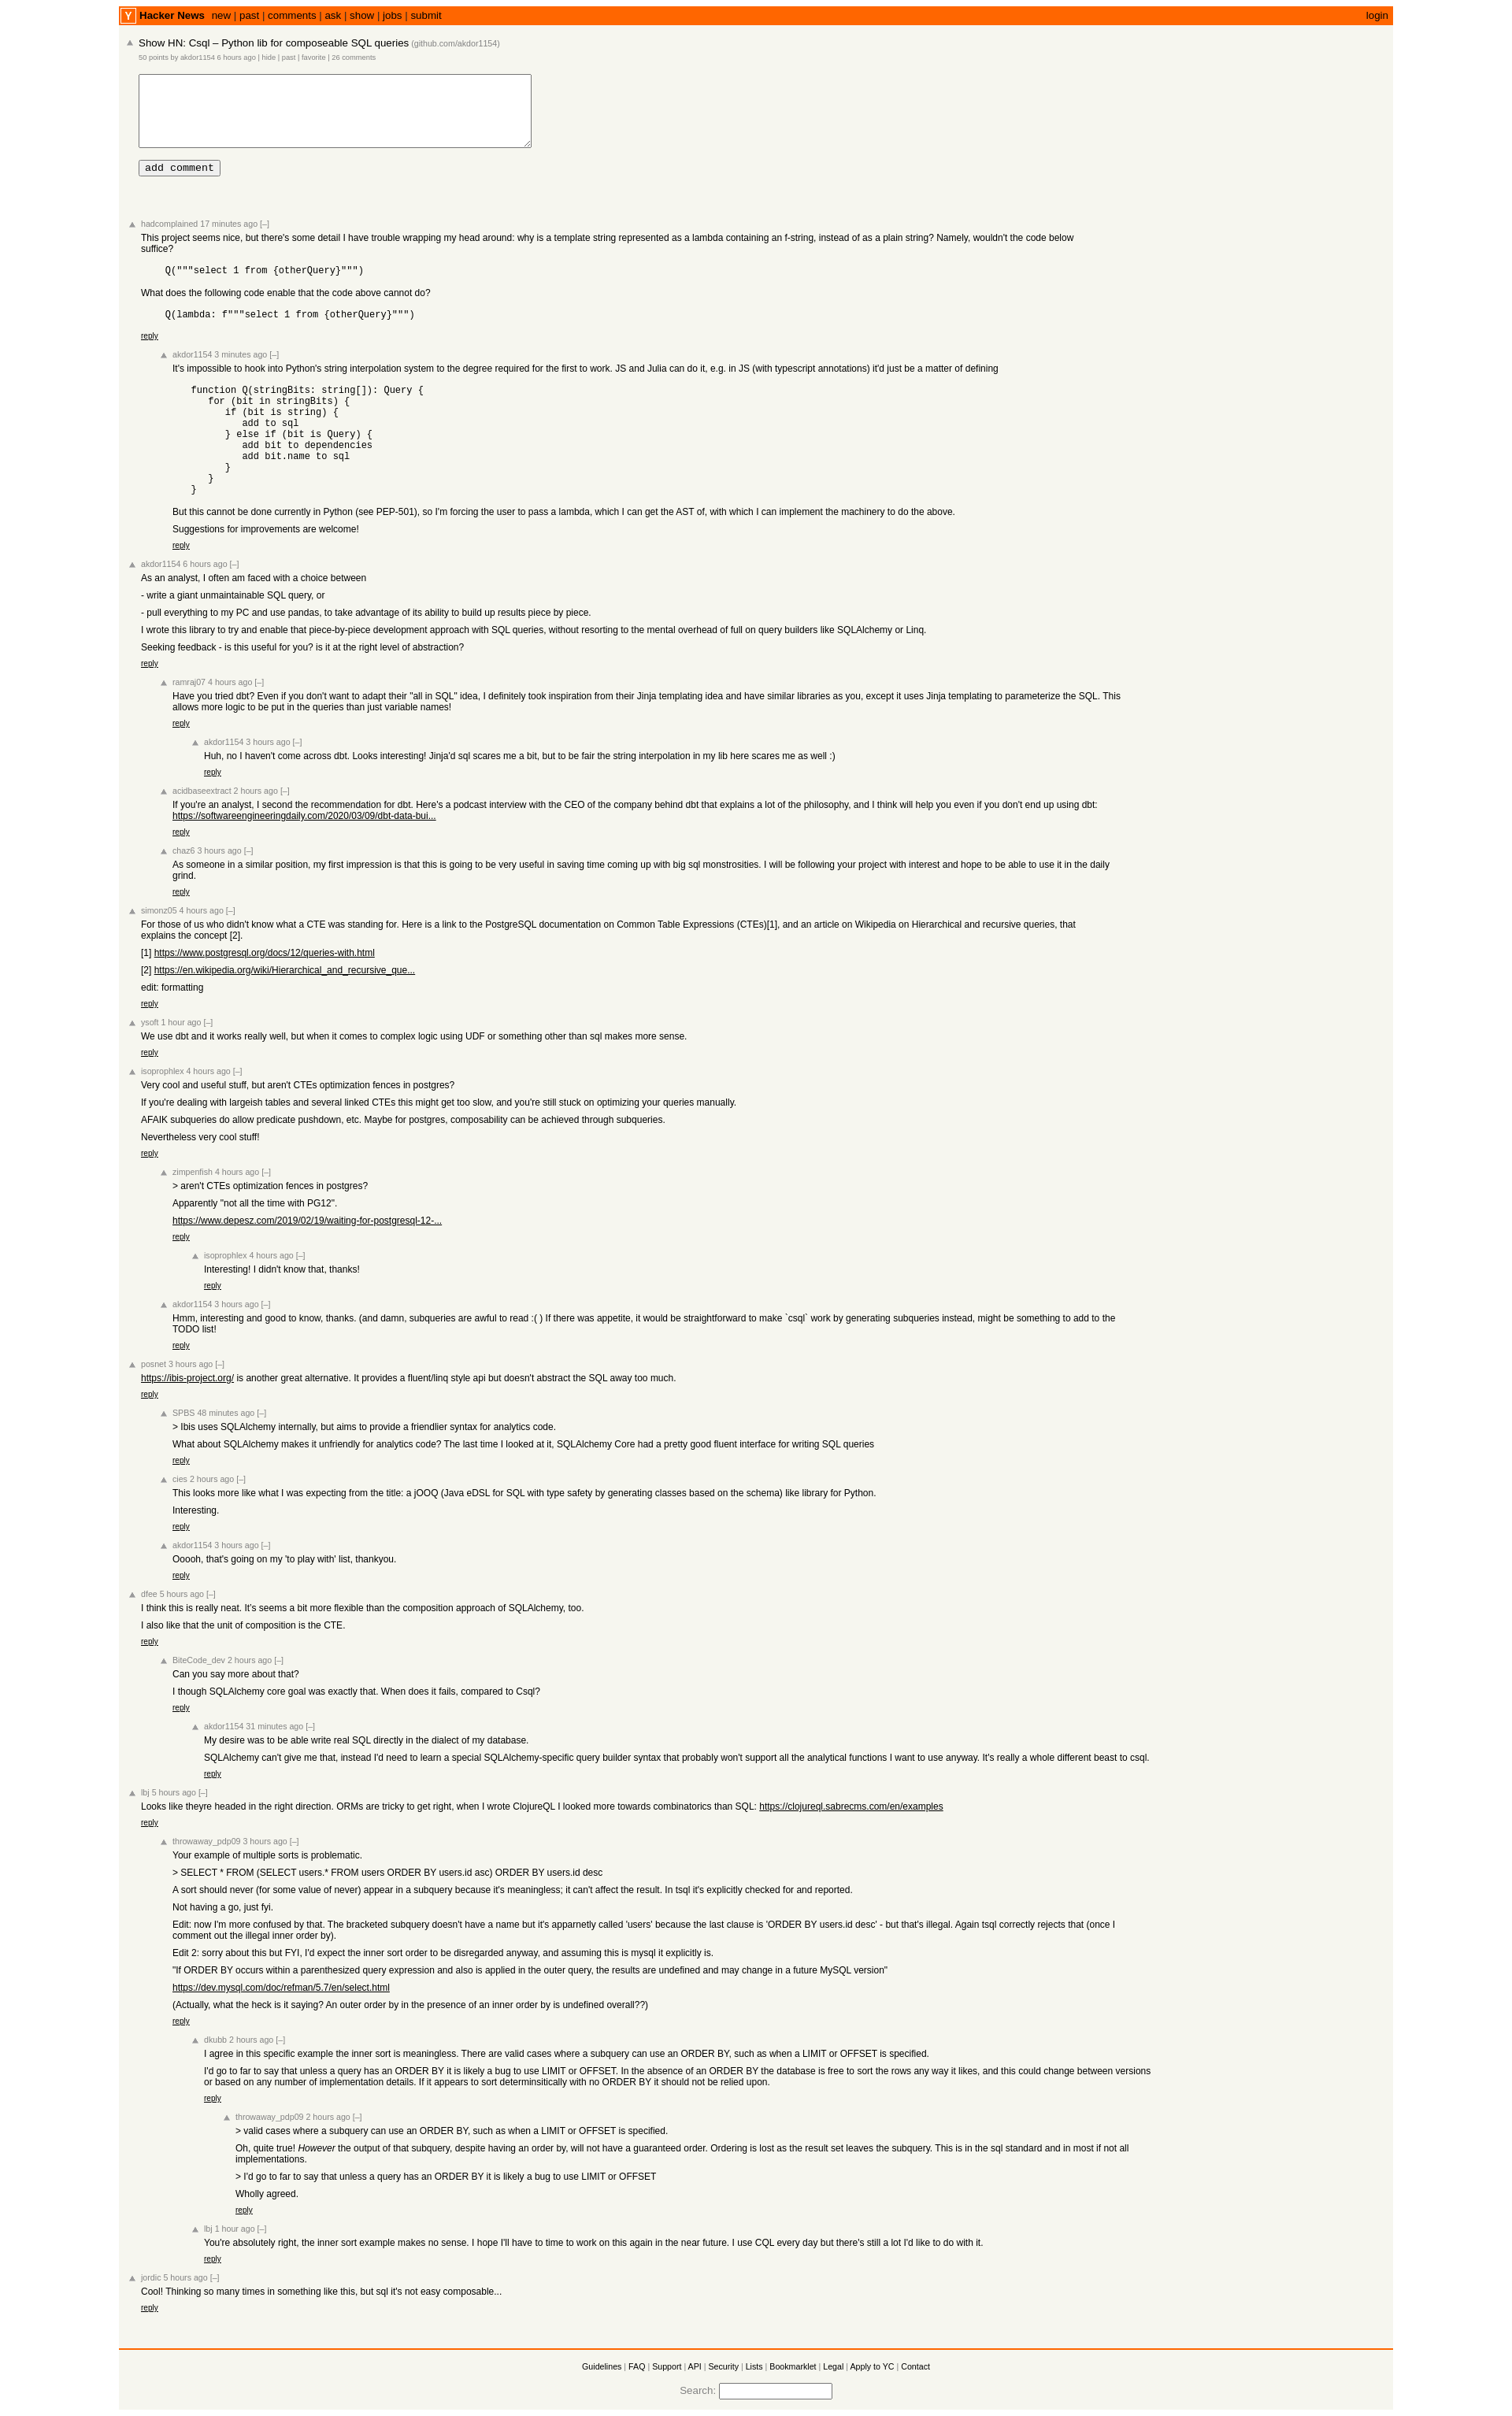 Y Hacker News new | past | comments | ask | show | jobs | submit login
Show HN: Csql – Python lib for composeable SQL queries (github.com/akdor1154)
50 points by akdor1154 6 hours ago | hide | past | favorite | 26 comments
add comment
hadcomplained 17 minutes ago [–]
This project seems nice, but there's some detail I have trouble wrapping my head around: why is a template string represented as a lambda containing an f-string, instead of as a plain string? Namely, wouldn't the code below
suffice?
Q("""select 1 from {otherQuery}""")
What does the following code enable that the code above cannot do?
Q(lambda: f"""select 1 from {otherQuery}""")
reply
akdor1154 3 minutes ago [–]
It's impossible to hook into Python's string interpolation system to the degree required for the first to work. JS and Julia can do it, e.g. in JS (with typescript annotations) it'd just be a matter of defining
function Q(stringBits: string[]): Query {
for (bit in stringBits) {
if (bit is string) {
add to sql
} else if (bit is Query) {
add bit to dependencies
add bit.name to sql
}
}
}
But this cannot be done currently in Python (see PEP-501), so I'm forcing the user to pass a lambda, which I can get the AST of, with which I can implement the machinery to do the above.
Suggestions for improvements are welcome!
reply
akdor1154 6 hours ago [–]
As an analyst, I often am faced with a choice between
- write a giant unmaintainable SQL query, or
- pull everything to my PC and use pandas, to take advantage of its ability to build up results piece by piece.
I wrote this library to try and enable that piece-by-piece development approach with SQL queries, without resorting to the mental overhead of full on query builders like SQLAlchemy or Linq.
Seeking feedback - is this useful for you? is it at the right level of abstraction?
reply
ramraj07 4 hours ago [–]
Have you tried dbt? Even if you don't want to adapt their "all in SQL" idea, I definitely took inspiration from their Jinja templating idea and have similar libraries as you, except it uses Jinja templating to parameterize the SQL. This
allows more logic to be put in the queries than just variable names!
reply
akdor1154 3 hours ago [–]
Huh, no I haven't come across dbt. Looks interesting! Jinja'd sql scares me a bit, but to be fair the string interpolation in my lib here scares me as well :)
reply
acidbaseextract 2 hours ago [–]
If you're an analyst, I second the recommendation for dbt. Here's a podcast interview with the CEO of the company behind dbt that explains a lot of the philosophy, and I think will help you even if you don't end up using dbt:
https://softwareengineeringdaily.com/2020/03/09/dbt-data-bui...
reply
chaz6 3 hours ago [–]
As someone in a similar position, my first impression is that this is going to be very useful in saving time coming up with big sql monstrosities. I will be following your project with interest and hope to be able to use it in the daily
grind.
reply
simonz05 4 hours ago [–]
For those of us who didn't know what a CTE was standing for. Here is a link to the PostgreSQL documentation on Common Table Expressions (CTEs)[1], and an article on Wikipedia on Hierarchical and recursive queries, that
explains the concept [2].
[1] https://www.postgresql.org/docs/12/queries-with.html
[2] https://en.wikipedia.org/wiki/Hierarchical_and_recursive_que...
edit: formatting
reply
ysoft 1 hour ago [–]
We use dbt and it works really well, but when it comes to complex logic using UDF or something other than sql makes more sense.
reply
isoprophlex 4 hours ago [–]
Very cool and useful stuff, but aren't CTEs optimization fences in postgres?
If you're dealing with largeish tables and several linked CTEs this might get too slow, and you're still stuck on optimizing your queries manually.
AFAIK subqueries do allow predicate pushdown, etc. Maybe for postgres, composability can be achieved through subqueries.
Nevertheless very cool stuff!
reply
zimpenfish 4 hours ago [–]
> aren't CTEs optimization fences in postgres?
Apparently "not all the time with PG12".
https://www.depesz.com/2019/02/19/waiting-for-postgresql-12-...
reply
isoprophlex 4 hours ago [–]
Interesting! I didn't know that, thanks!
reply
akdor1154 3 hours ago [–]
Hmm, interesting and good to know, thanks. (and damn, subqueries are awful to read :( ) If there was appetite, it would be straightforward to make `csql` work by generating subqueries instead, might be something to add to the
TODO list!
reply
posnet 3 hours ago [–]
https://ibis-project.org/ is another great alternative. It provides a fluent/linq style api but doesn't abstract the SQL away too much.
reply
SPBS 48 minutes ago [–]
> Ibis uses SQLAlchemy internally, but aims to provide a friendlier syntax for analytics code.
What about SQLAlchemy makes it unfriendly for analytics code? The last time I looked at it, SQLAlchemy Core had a pretty good fluent interface for writing SQL queries
reply
cies 2 hours ago [–]
This looks more like what I was expecting from the title: a jOOQ (Java eDSL for SQL with type safety by generating classes based on the schema) like library for Python.
Interesting.
reply
akdor1154 3 hours ago [–]
Ooooh, that's going on my 'to play with' list, thankyou.
reply
dfee 5 hours ago [–]
I think this is really neat. It's seems a bit more flexible than the composition approach of SQLAlchemy, too.
I also like that the unit of composition is the CTE.
reply
BiteCode_dev 2 hours ago [–]
Can you say more about that?
I though SQLAlchemy core goal was exactly that. When does it fails, compared to Csql?
reply
akdor1154 31 minutes ago [–]
My desire was to be able write real SQL directly in the dialect of my database.
SQLAlchemy can't give me that, instead I'd need to learn a special SQLAlchemy-specific query builder syntax that probably won't support all the analytical functions I want to use anyway. It's really a whole different beast to csql.
reply
lbj 5 hours ago [–]
Looks like theyre headed in the right direction. ORMs are tricky to get right, when I wrote ClojureQL I looked more towards combinatorics than SQL: https://clojureql.sabrecms.com/en/examples
reply
throwaway_pdp09 3 hours ago [–]
Your example of multiple sorts is problematic.
> SELECT * FROM (SELECT users.* FROM users ORDER BY users.id asc) ORDER BY users.id desc
A sort should never (for some value of never) appear in a subquery because it's meaningless; it can't affect the result. In tsql it's explicitly checked for and reported.
Not having a go, just fyi.
Edit: now I'm more confused by that. The bracketed subquery doesn't have a name but it's apparnetly called 'users' because the last clause is 'ORDER BY users.id desc' - but that's illegal. Again tsql correctly rejects that (once I
comment out the illegal inner order by).
Edit 2: sorry about this but FYI, I'd expect the inner sort order to be disregarded anyway, and assuming this is mysql it explicitly is.
"If ORDER BY occurs within a parenthesized query expression and also is applied in the outer query, the results are undefined and may change in a future MySQL version"
https://dev.mysql.com/doc/refman/5.7/en/select.html
(Actually, what the heck is it saying? An outer order by in the presence of an inner order by is undefined overall??)
reply
dkubb 2 hours ago [–]
I agree in this specific example the inner sort is meaningless. There are valid cases where a subquery can use an ORDER BY, such as when a LIMIT or OFFSET is specified.
I'd go to far to say that unless a query has an ORDER BY it is likely a bug to use LIMIT or OFFSET. In the absence of an ORDER BY the database is free to sort the rows any way it likes, and this could change between versions
or based on any number of implementation details. If it appears to sort determinsitically with no ORDER BY it should not be relied upon.
reply
throwaway_pdp09 2 hours ago [–]
> valid cases where a subquery can use an ORDER BY, such as when a LIMIT or OFFSET is specified.
Oh, quite true! However the output of that subquery, despite having an order by, will not have a guaranteed order. Ordering is lost as the result set leaves the subquery. This is in the sql standard and in most if not all
implementations.
> I'd go to far to say that unless a query has an ORDER BY it is likely a bug to use LIMIT or OFFSET
Wholly agreed.
reply
lbj 1 hour ago [–]
You're absolutely right, the inner sort example makes no sense. I hope I'll have to time to work on this again in the near future. I use CQL every day but there's still a lot I'd like to do with it.
reply
jordic 5 hours ago [–]
Cool! Thinking so many times in something like this, but sql it's not easy composable...
reply
Guidelines | FAQ | Support | API | Security | Lists | Bookmarklet | Legal | Apply to YC | Contact
Search: